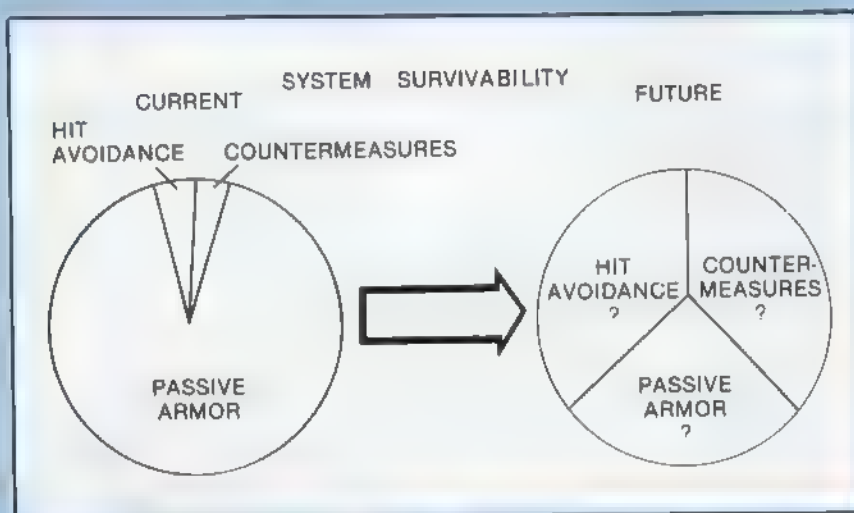 SYSTEM SURVIVABILITY
CURRENT
FUTURE
HIT
AVOIDANCE
COUNTERMEASURES
PASSIVE
ARMOR
HIT
AVOIDANCE
?
COUNTER-
MEASURES
?
PASSIVE
ARMOR
?